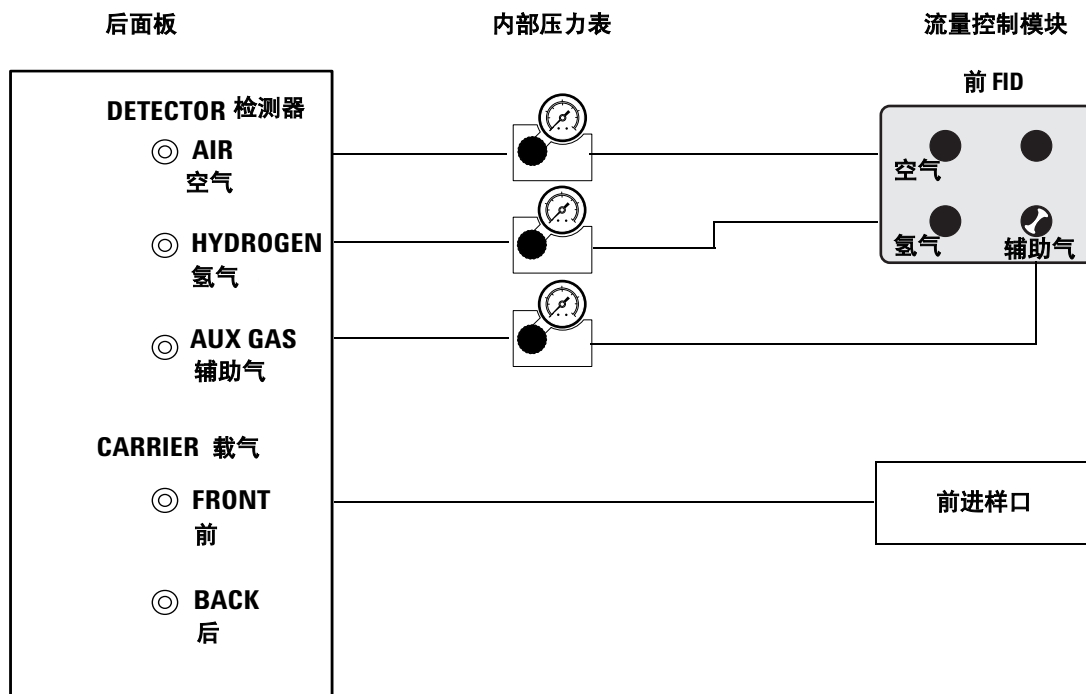 后面板
内部压力表
流量控制模块
前 FID
DETECTOR 检测器
AIR
空气
HYDROGEN
氢气
AUX GAS
辅助气
CARRIER 载气
FRONT
前
BACK
后
空气
氢气
辅助气
前进样口